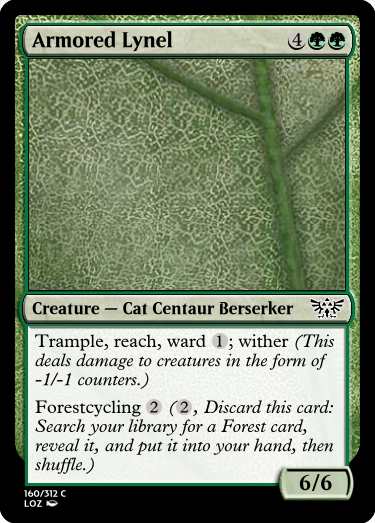 Armored Lynel 4
Creature — Cat Centaur Berserker
Trample, reach, ward 1; wither (This
deals damage to creatures in the form of
-1/-1 counters.)
Forestcycling 2 (2, Discard this card:
Search your library for a Forest card,
reveal it, and put it into your hand, then
shuffle.)
6/6
160/312 C
LOZ